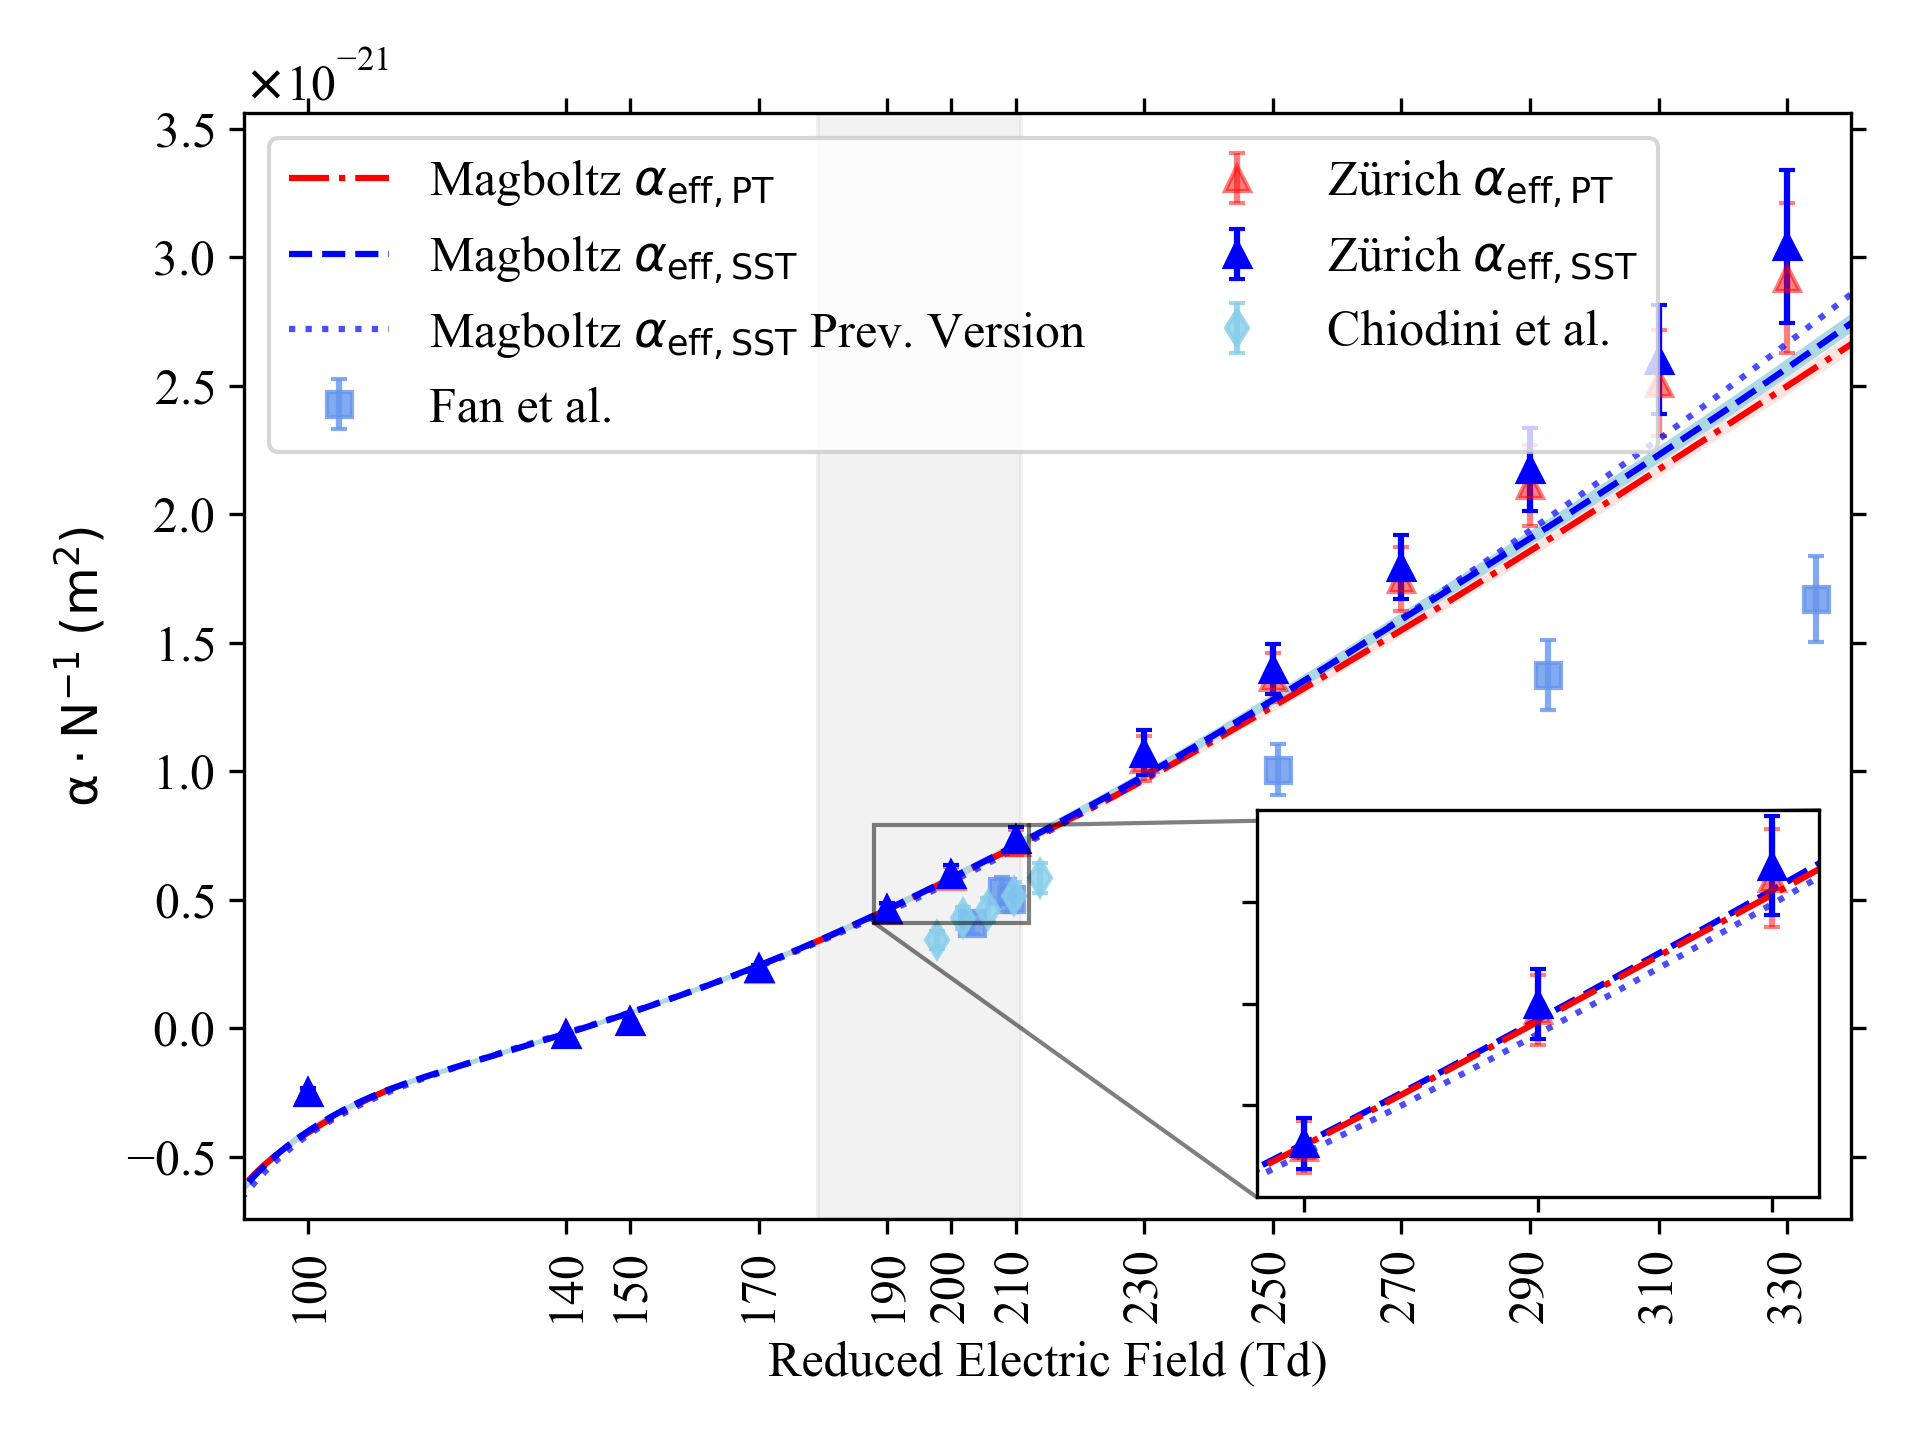 ×10⁻²¹
3.5
3.0
2.5
2.0
1.5
1.0
0.5
0.0
−0.5
α · N⁻¹ (m²)
Magboltz α_eff, PT
Magboltz α_eff, SST
Magboltz α_eff, SST Prev. Version
Fan et al.
Zürich α_eff, PT
Zürich α_eff, SST
Chiodini et al.
100
140
150
170
190
200
210
230
250
270
290
310
330
Reduced Electric Field (Td)